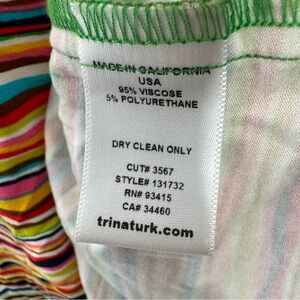 MADE IN CALIFORNIA
USA
95% VISCOSE
5% POLYURETHANE
DRY CLEAN ONLY
CUT# 3567
STYLE# 131732
RN# 93415
CA# 34460
trinaturk.com